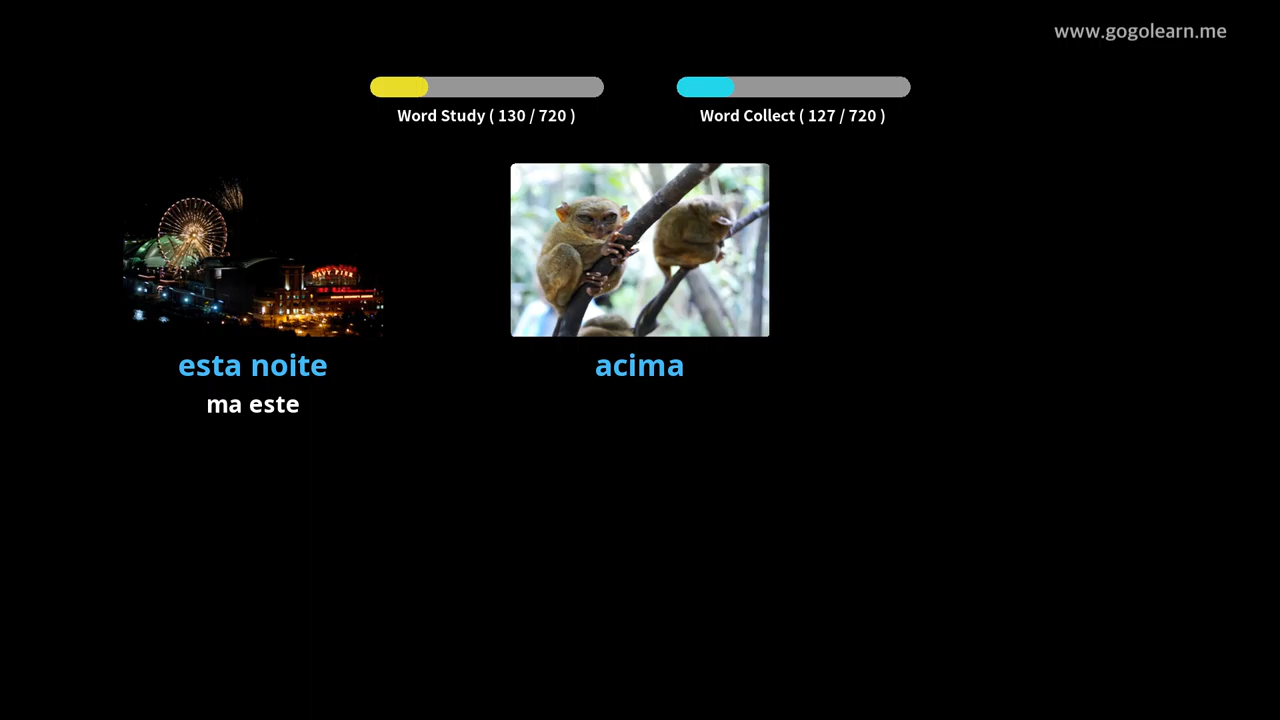 www.gogolearn.me
Word Study ( 130 / 720 )
Word Collect ( 127 / 720 )
esta noite
acima
ma este